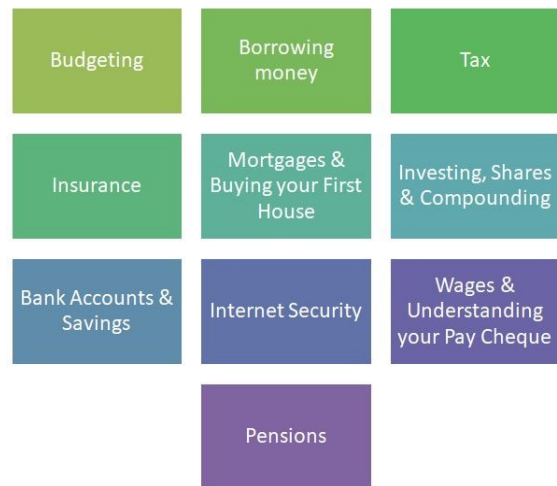 Budgeting
Borrowing
money
Tax
Insurance
Mortgages &
Buying your First
House
Investing, Shares
& Compounding
Bank Accounts &
Savings
Internet Security
Wages &
Understanding
your Pay Cheque
Pensions